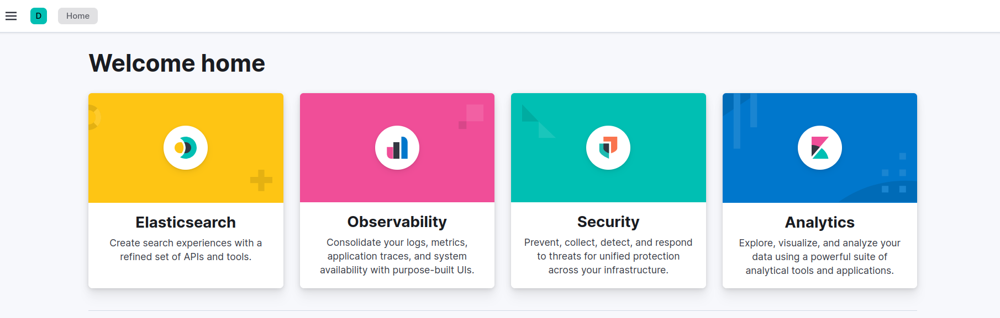 D
Home
Welcome home
Elasticsearch
Create search experiences with a
refined set of APIs and tools.
Observability
Consolidate your logs, metrics,
application traces, and system
availability with purpose-built UIs.
Security
Prevent, collect, detect, and respond
to threats for unified protection
across your infrastructure.
Analytics
Explore, visualize, and analyze your
data using a powerful suite of
analytical tools and applications.